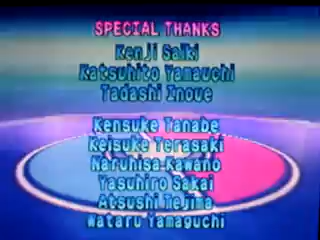 SPECIAL THANKS
Kenji Saiki
Katsuhito Yamauchi
Tadashi Inoue
Kensuke Tanabe
Keisuke Terasaki
Naruhisa Kawano
Yasuhiro Sakai
Atsushi Tejima
Wataru Yamaguchi